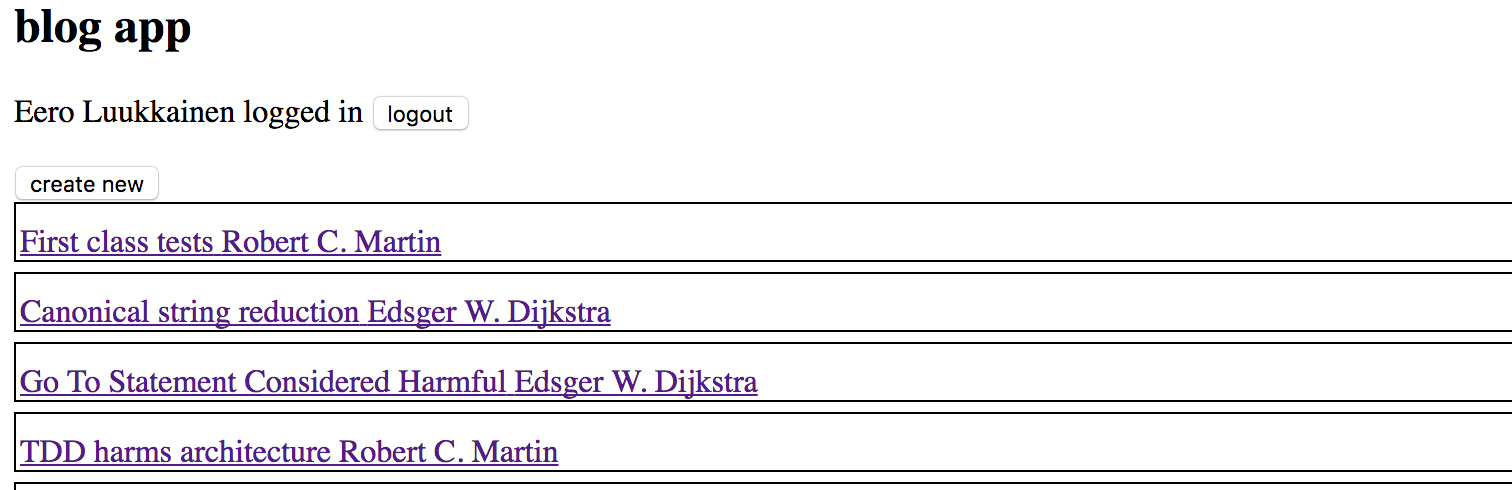 blog app
Eero Luukkainen logged in logout
create new
First class tests Robert C. Martin
Canonical string reduction Edsger W. Dijkstra
Go To Statement Considered Harmful Edsger W. Dijkstra
TDD harms architecture Robert C. Martin